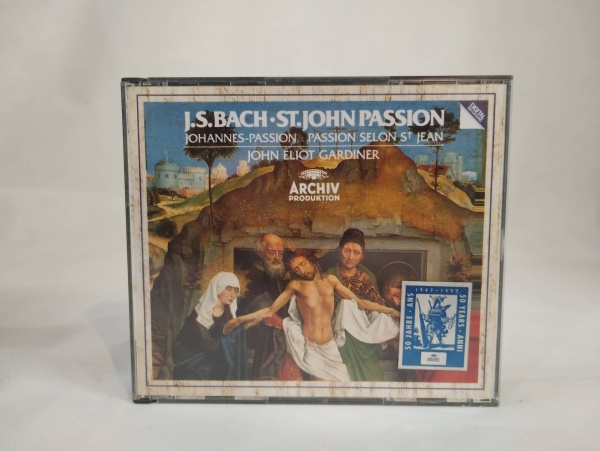 J.S.BACH·ST.JOHN PASSION
JOHANNES-PASSION · PASSION SELON ST JEAN
JOHN ELIOT GARDINER
ARCHIV
PRODUKTION
DIGITAL
1947-1997
50 JAHRE · ANS
50 YEARS · ANNI